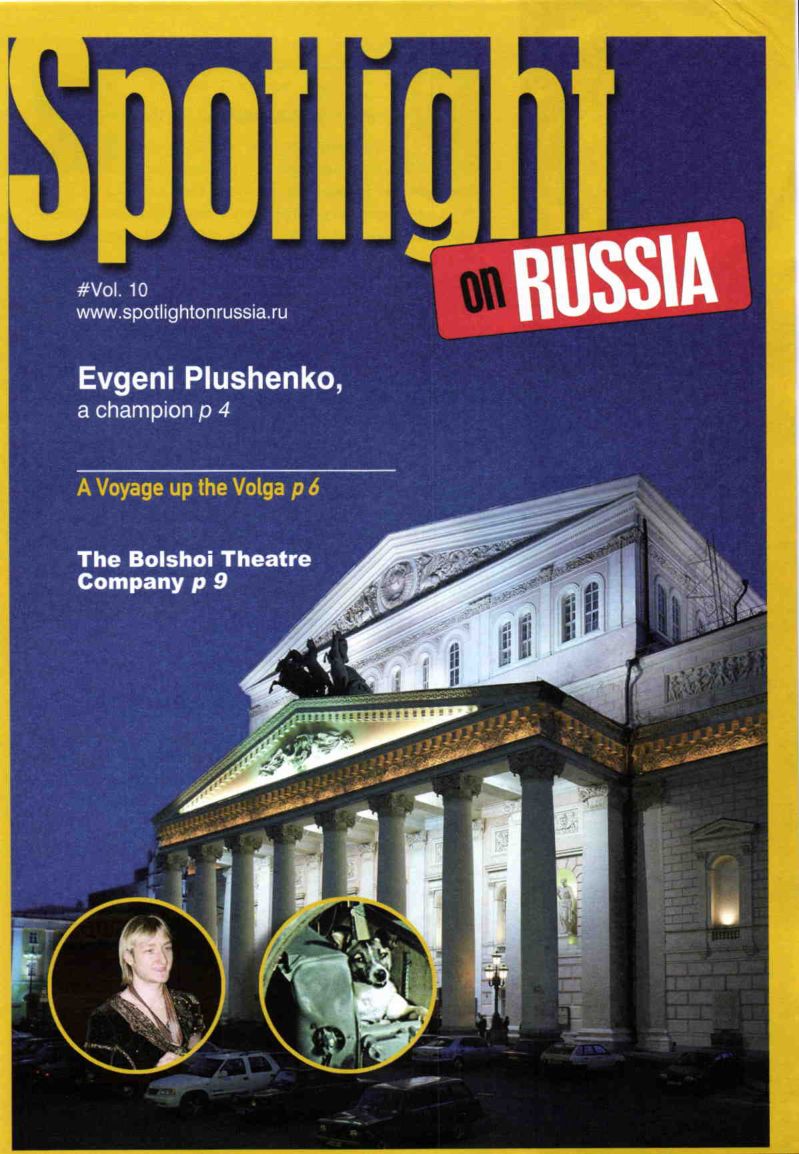 Spotlight
on RUSSIA
#Vol. 10
www.spotlightonrussia.ru
Evgeni Plushenko,
a champion p 4
A Voyage up the Volga p 6
The Bolshoi Theatre
Company p 9